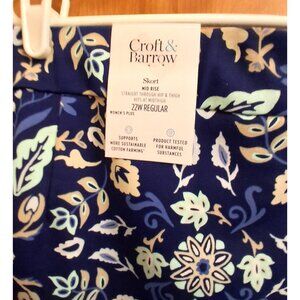 Croft&
Barrow
Skort
MID RISE
STRAIGHT THROUGH HIP & THIGH
HITS AT MIDTHIGH
22W REGULAR
WOMEN'S PLUS
SUPPORTS
MORE SUSTAINABLE
COTTON FARMING
PRODUCT TESTED
FOR HARMFUL
SUBSTANCES